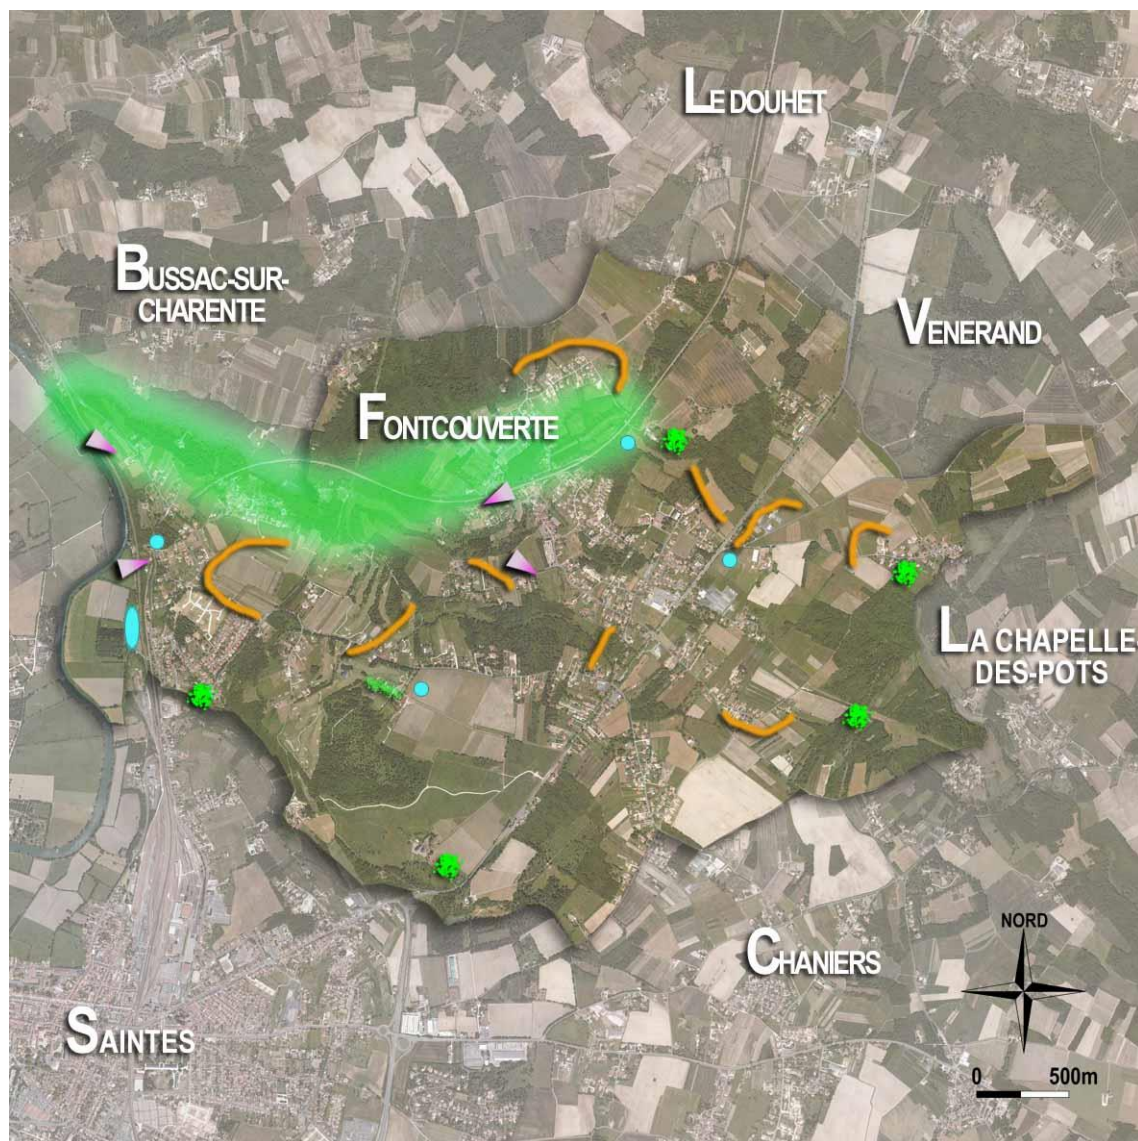 LE DOUHET
BUSSAC-SUR-
CHARENTE
VENERAND
FONTCOUVERTE
LA CHAPELLE-
DES-POTS
NORD
CHANIERS
SAINTES
0 500m